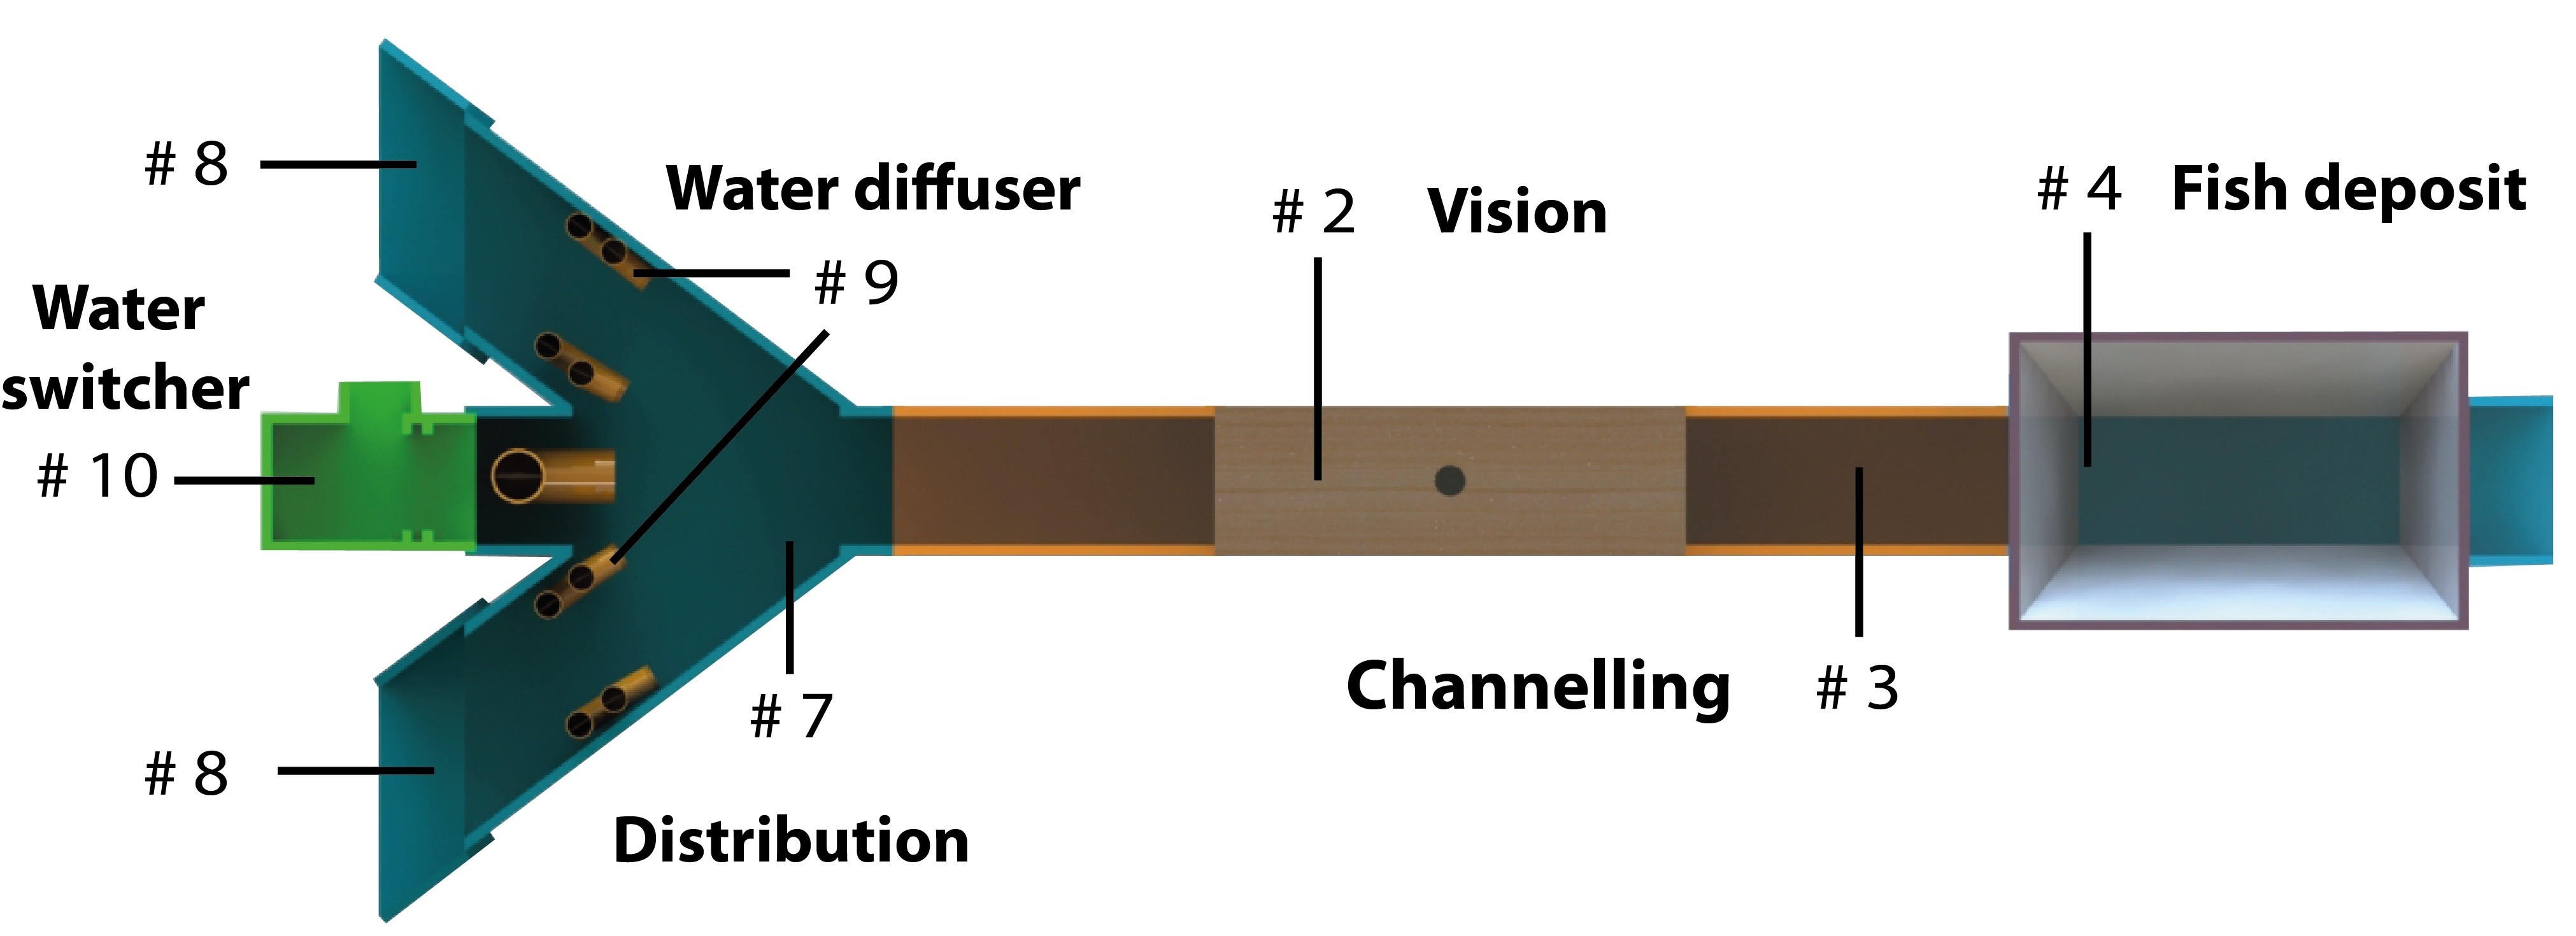 # 8
Water diffuser
# 9
# 2
Vision
# 4
Fish deposit
Water
switcher
# 10
Channelling
# 3
# 7
# 8
Distribution